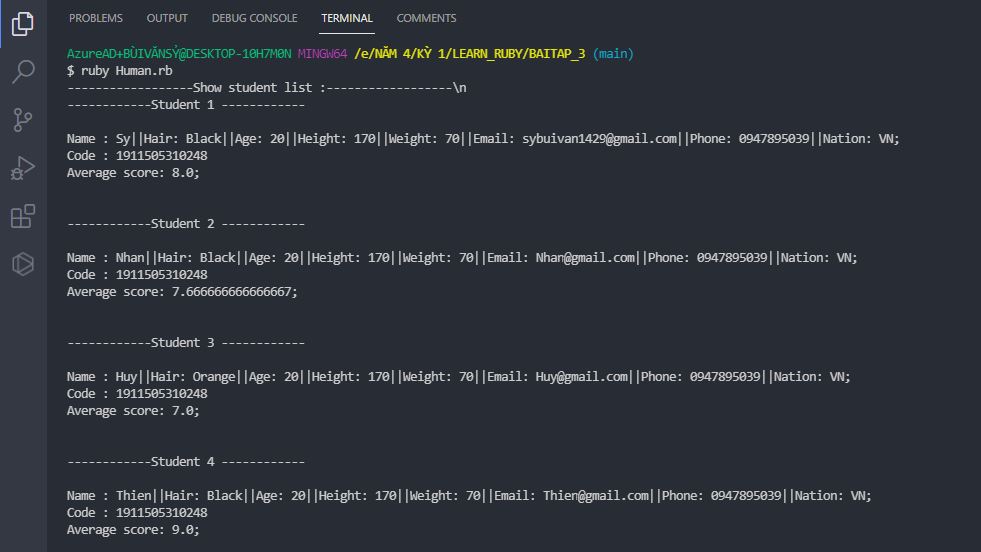 PROBLEMS OUTPUT DEBUG CONSOLE TERMINAL COMMENTS
AzureAD+BÙIVĂNSỶ@DESKTOP-10H7M0N MINGW64 /e/NĂM 4/KỲ 1/LEARN_RUBY/BAITAP_3 (main)
$ ruby Human.rb
------------------Show student list :------------------\n
------------Student 1 ------------
Name : Sy||Hair: Black||Age: 20||Height: 170||Weight: 70||Email: sybuivan1429@gmail.com||Phone: 0947895039||Nation: VN;
Code : 1911505310248
Average score: 8.0;
------------Student 2 ------------
Name : Nhan||Hair: Black||Age: 20||Height: 170||Weight: 70||Email: Nhan@gmail.com||Phone: 0947895039||Nation: VN;
Code : 1911505310248
Average score: 7.666666666666667;
------------Student 3 ------------
Name : Huy||Hair: Orange||Age: 20||Height: 170||Weight: 70||Email: Huy@gmail.com||Phone: 0947895039||Nation: VN;
Code : 1911505310248
Average score: 7.0;
------------Student 4 ------------
Name : Thien||Hair: Black||Age: 20||Height: 170||Weight: 70||Email: Thien@gmail.com||Phone: 0947895039||Nation: VN;
Code : 1911505310248
Average score: 9.0;